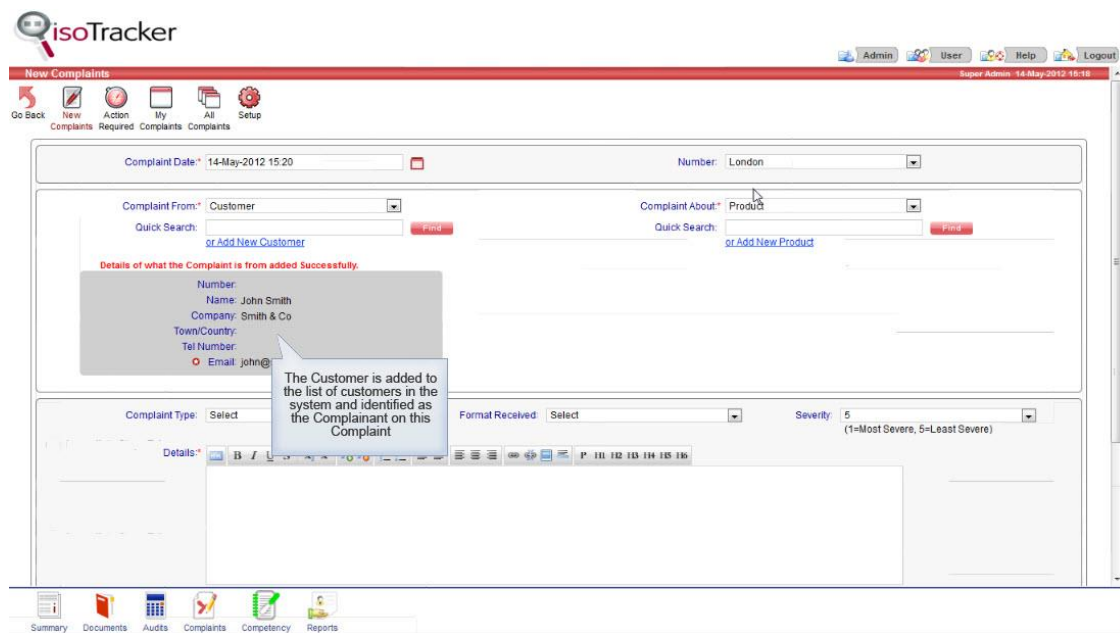 isoTracker
Admin User Help Logout
New Complaints Super Admin 14-May-2012 15:18
Go Back New Complaints Action Required My Complaints All Complaints Setup
Complaint Date:* 14-May-2012 15:20 Number: London
Complaint From:* Customer Complaint About:* Product
Quick Search: Find Quick Search: Find
or Add New Customer or Add New Product
Details of what the Complaint is from added Successfully.
Number:
Name: John Smith
Company: Smith & Co
Town/Country:
Tel Number:
Email: john@
The Customer is added to
the list of customers in the
system and identified as
the Complainant on this
Complaint
Complaint Type: Select Format Received: Select Severity: 5
(1=Most Severe, 5=Least Severe)
Details:* B I U S P H1 H2 H3 H4 H5 H6
Summary Documents Audits Complaints Competency Reports